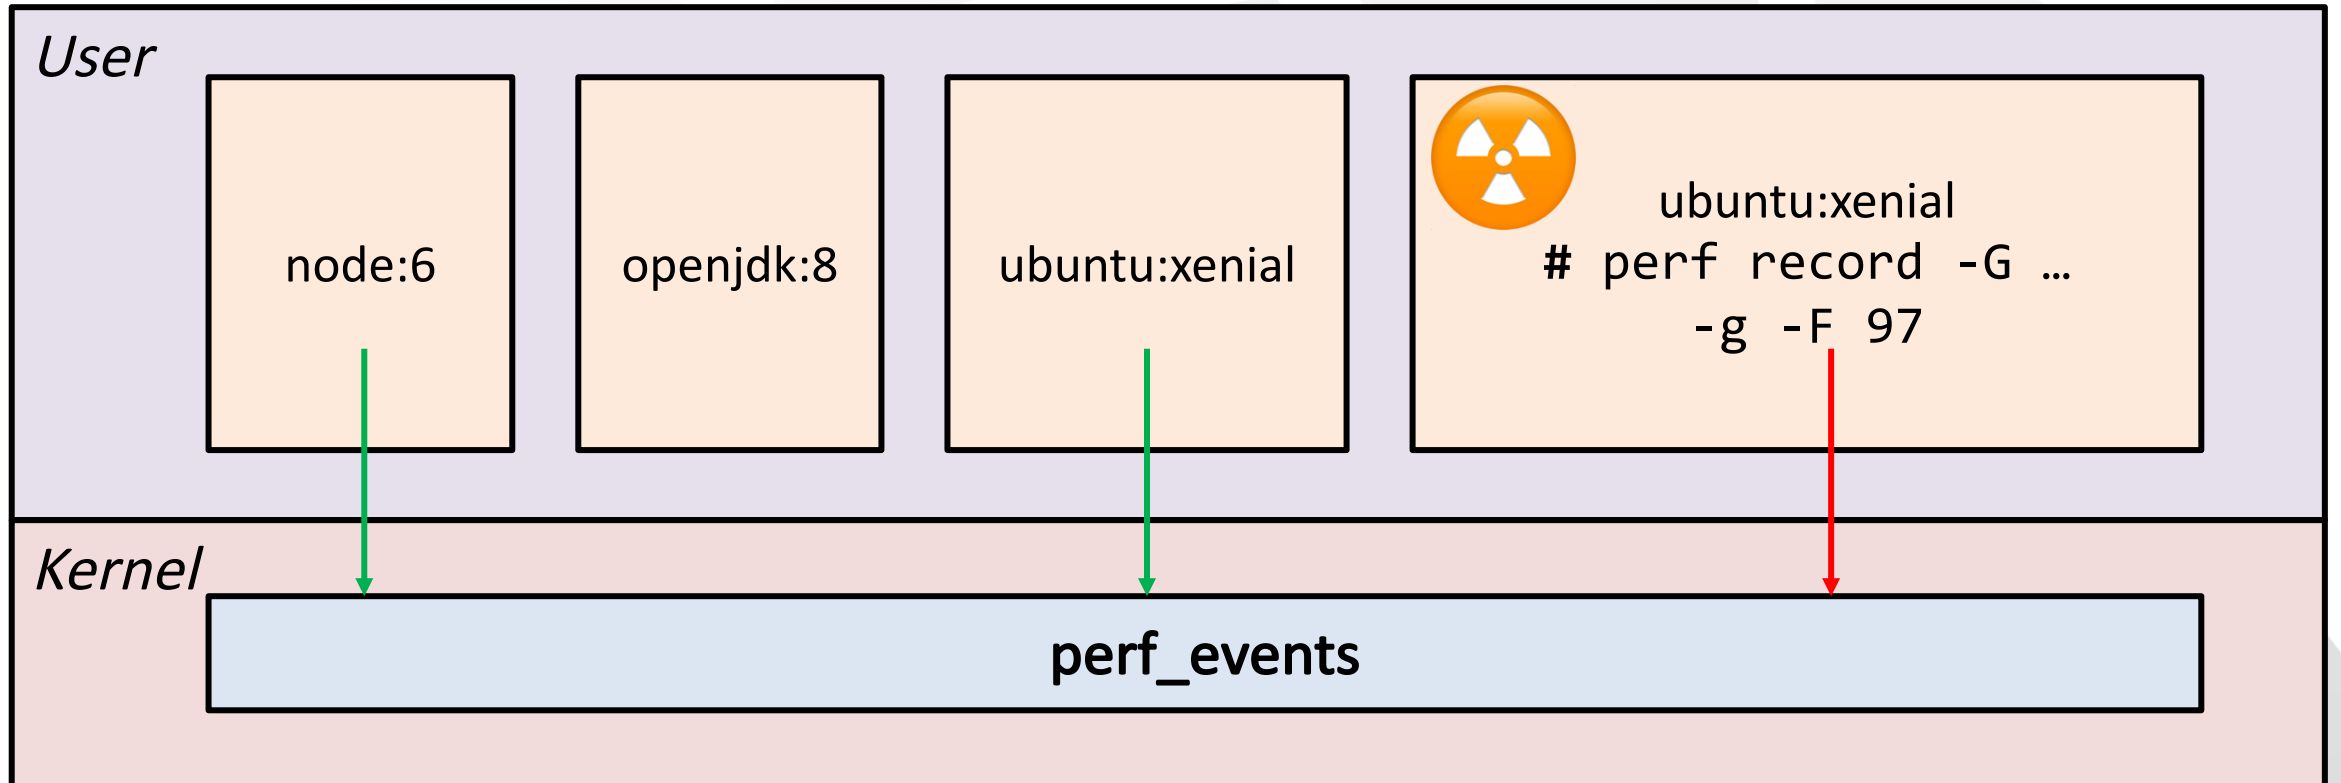 User
node:6
openjdk:8
ubuntu:xenial
ubuntu:xenial
# perf record -G …
-g -F 97
Kernel
perf_events